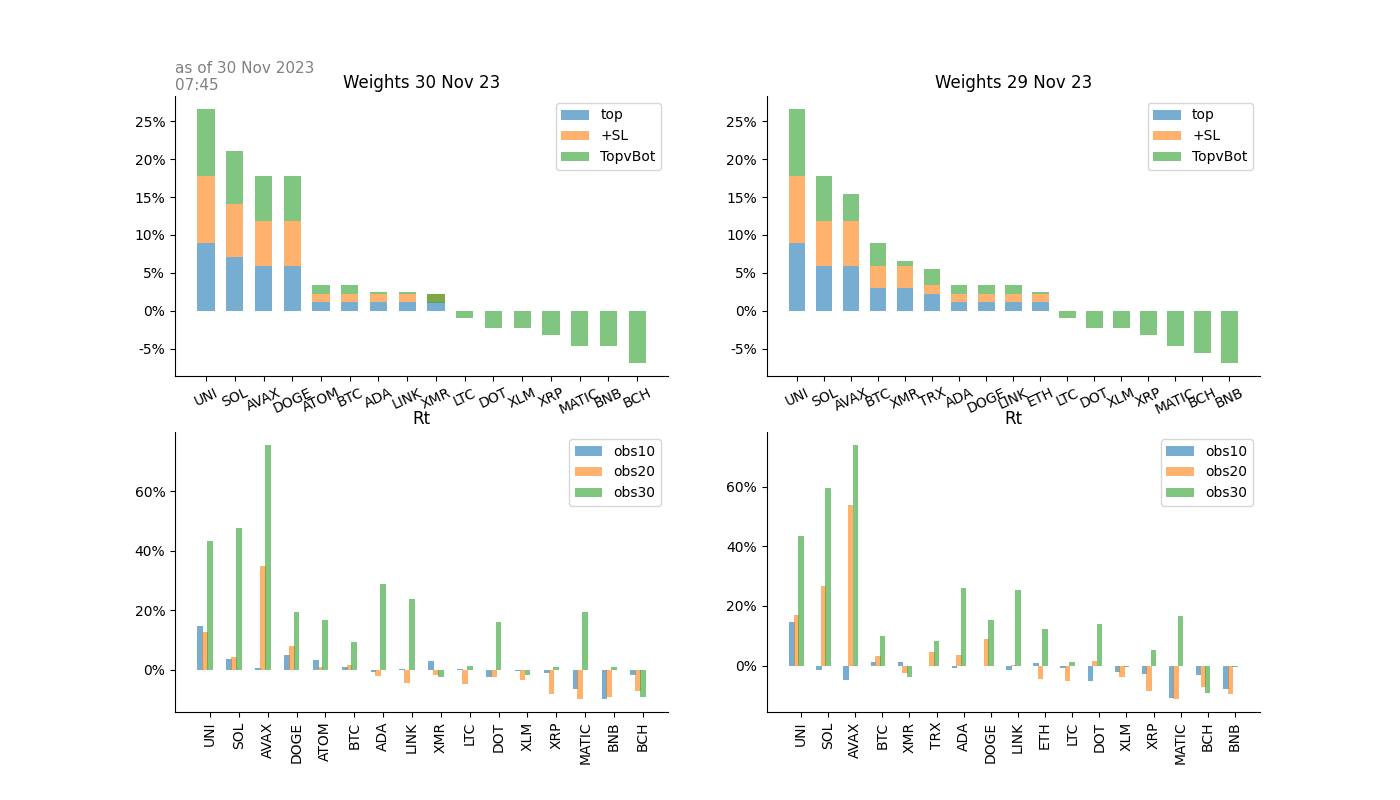 as of 30 Nov 2023
07:45
Weights 30 Nov 23
25%
20%
15%
10%
5%
0%
-5%
top
+SL
TopvBot
UNI SOL AVAX DOGE ATOM BTC ADA LINK XMR LTC DOT XLM XRP MATIC BNB BCH
Weights 29 Nov 23
25%
20%
15%
10%
5%
0%
-5%
top
+SL
TopvBot
UNI SOL AVAX BTC XMR TRX ADA DOGE LINK ETH LTC DOT XLM XRP MATIC BCH BNB
Rt
60%
40%
20%
0%
obs10
obs20
obs30
UNI SOL AVAX DOGE ATOM BTC ADA LINK XMR LTC DOT XLM XRP MATIC BNB BCH
Rt
60%
40%
20%
0%
obs10
obs20
obs30
UNI SOL AVAX BTC XMR TRX ADA DOGE LINK ETH LTC DOT XLM XRP MATIC BCH BNB